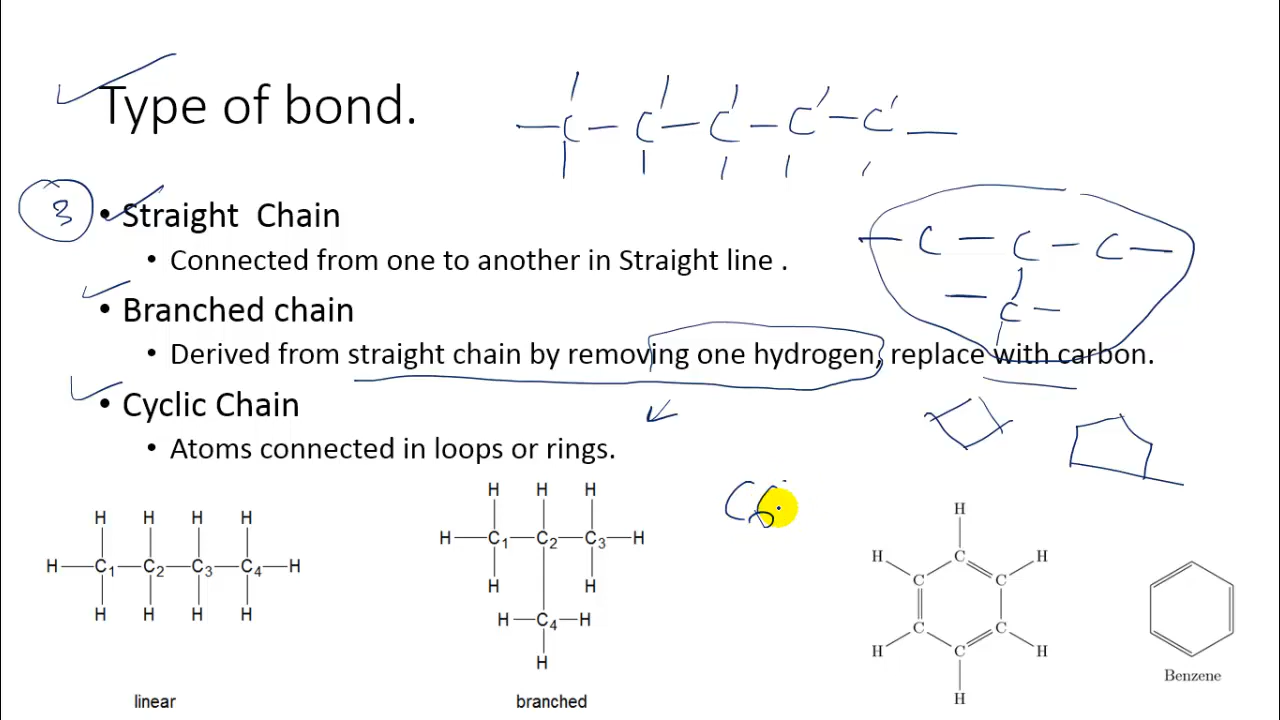 Type of bond.
— C — C — C — C — C —
3
• Straight  Chain
• Connected from one to another in Straight line .
— C — C — C —
— C —
• Branched chain
• Derived from straight chain by removing one hydrogen, replace with carbon.
• Cyclic Chain
• Atoms connected in loops or rings.
C6
H H H H
H C1 C2 C3 C4 H
H H H H
linear
H H H
H C1 C2 C3 H
H H
H C4 H
H
branched
H
H C H
C C
C C
H C H
H
Benzene